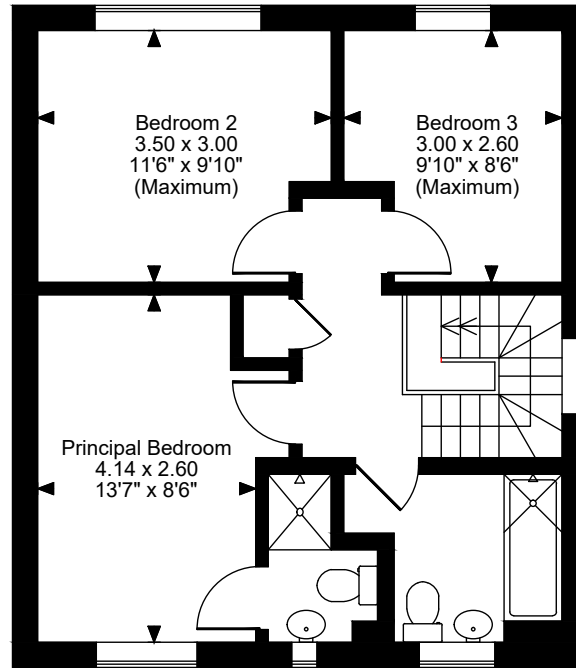 Bedroom 2
3.50 x 3.00
11'6" x 9'10"
(Maximum)
Bedroom 3
3.00 x 2.60
9'10" x 8'6"
(Maximum)
Principal Bedroom
4.14 x 2.60
13'7" x 8'6"